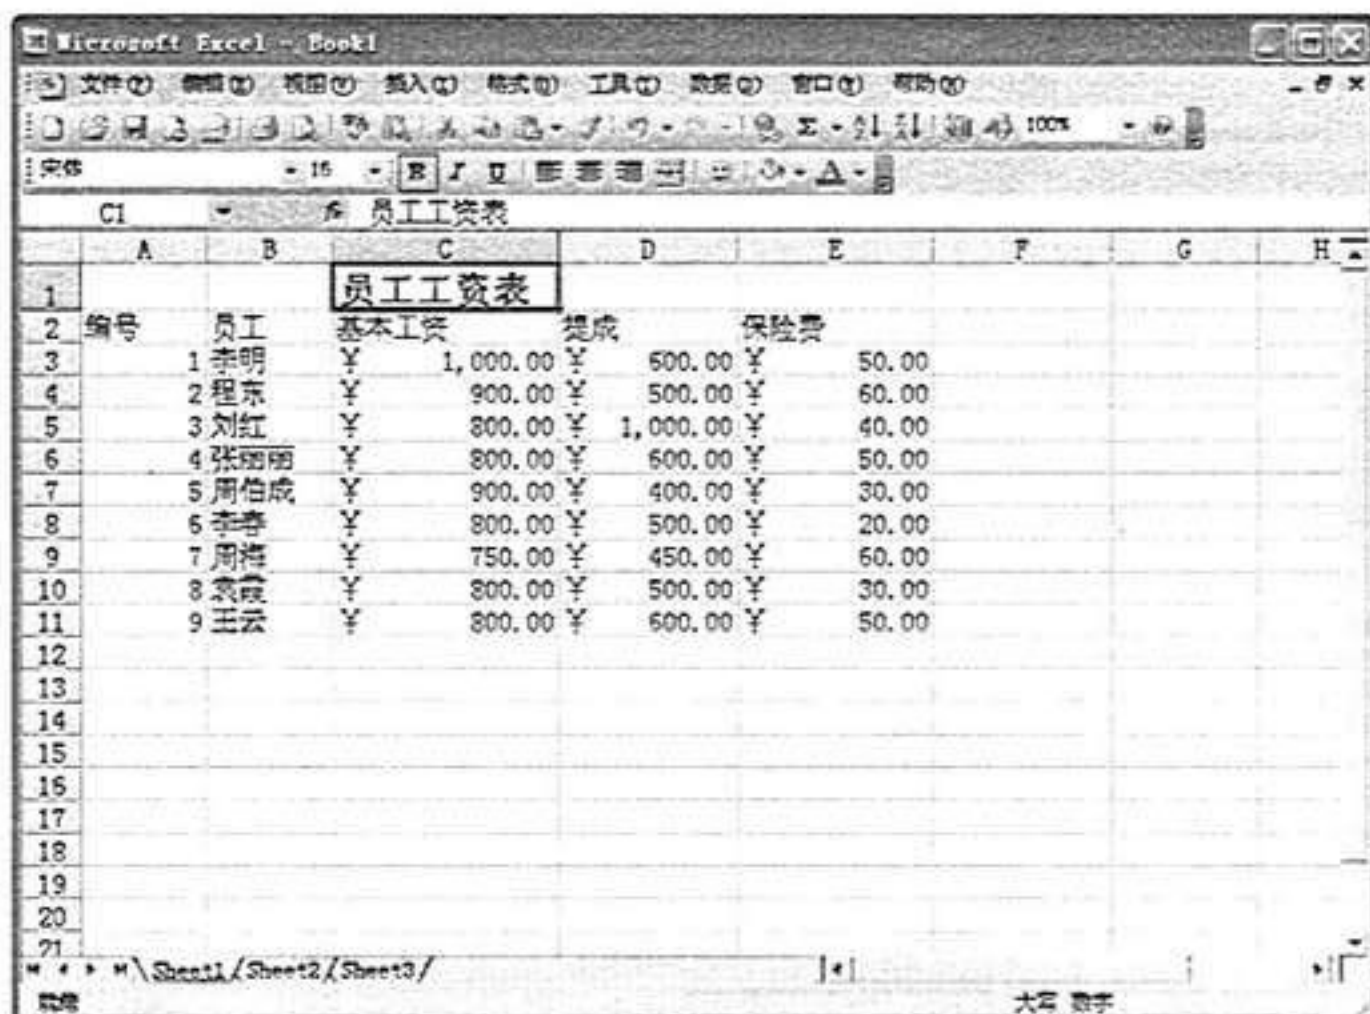 Microsoft Excel - Book1
文件(F) 编辑(E) 视图(V) 插入(I) 格式(O) 工具(T) 数据(D) 窗口(W) 帮助(H)
100%
宋体 16 B I U
C1 fx 员工工资表
A B C D E F G H
1 员工工资表
2 编号 员工 基本工资 提成 保险费
3 1 李明 ¥ 1,000.00 ¥ 600.00 ¥ 50.00
4 2 程东 ¥ 900.00 ¥ 500.00 ¥ 60.00
5 3 刘红 ¥ 800.00 ¥ 1,000.00 ¥ 40.00
6 4 张丽丽 ¥ 800.00 ¥ 600.00 ¥ 50.00
7 5 周伯成 ¥ 900.00 ¥ 400.00 ¥ 30.00
8 6 李春 ¥ 800.00 ¥ 500.00 ¥ 20.00
9 7 周梅 ¥ 750.00 ¥ 450.00 ¥ 60.00
10 8 ¥ 800.00 ¥ 500.00 ¥ 30.00
11 9 王云 ¥ 800.00 ¥ 600.00 ¥ 50.00
12
13
14
15
16
17
18
19
20
21
Sheet1 Sheet2 Sheet3
就绪 大写 数字